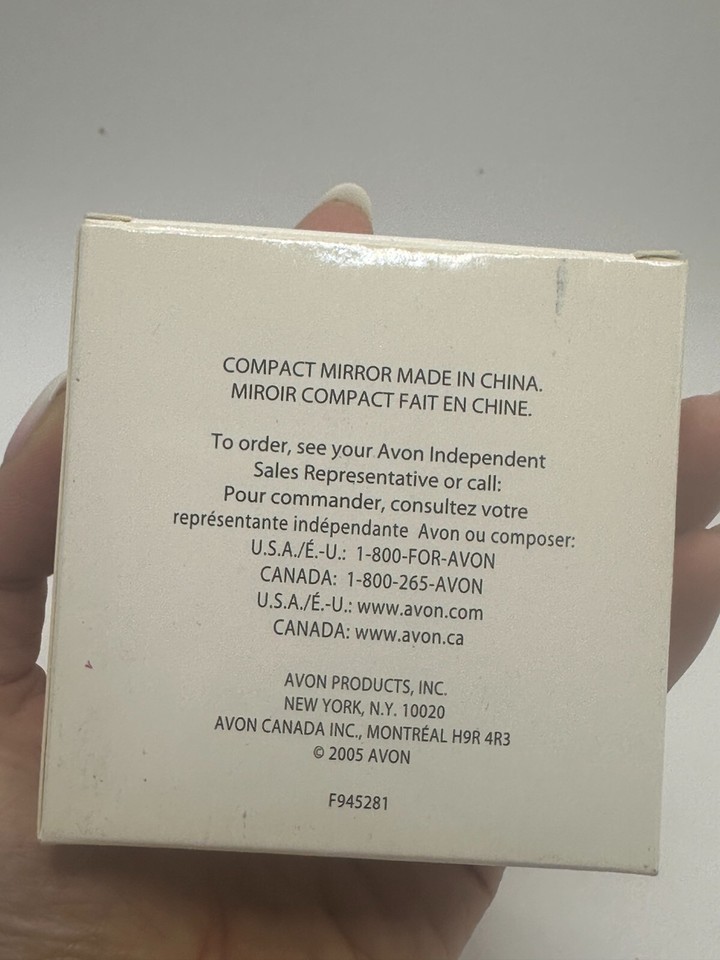 COMPACT MIRROR MADE IN CHINA.
MIROIR COMPACT FAIT EN CHINE.
To order, see your Avon Independent
Sales Representative or call:
Pour commander, consultez votre
représentante indépendante Avon ou composer:
U.S.A./É.-U.: 1-800-FOR-AVON
CANADA: 1-800-265-AVON
U.S.A./É.-U.: www.avon.com
CANADA: www.avon.ca
AVON PRODUCTS, INC.
NEW YORK, N.Y. 10020
AVON CANADA INC., MONTRÉAL H9R 4R3
© 2005 AVON
F945281